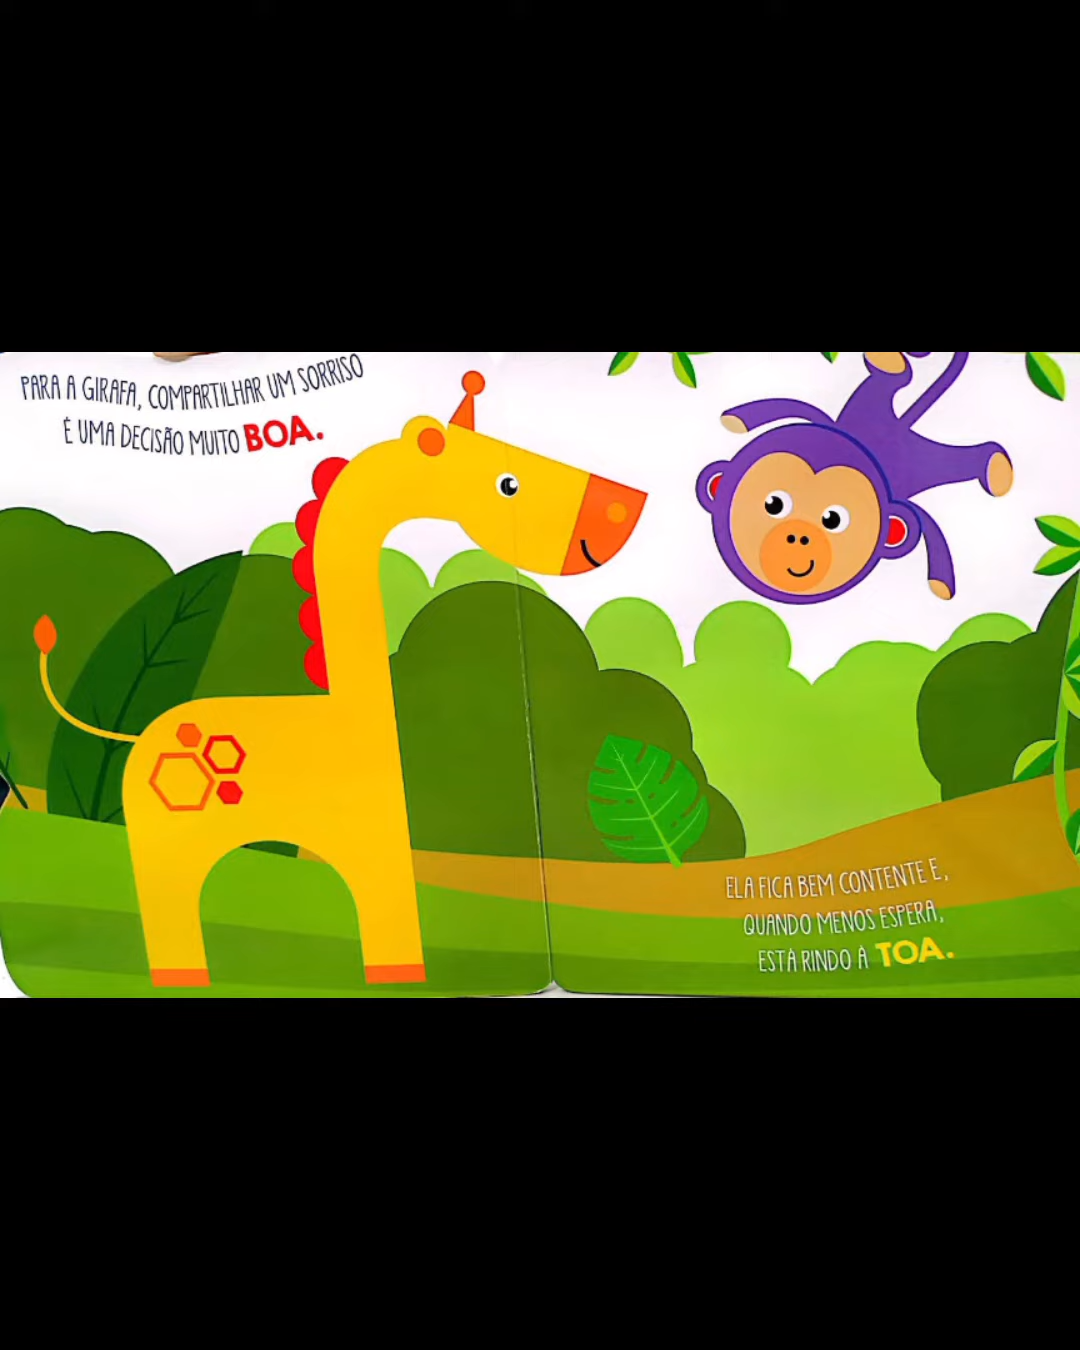 PARA A GIRAFA, COMPARTILHAR UM SORRISO
É UMA DECISÃO MUITO BOA.
ELA FICA BEM CONTENTE E,
QUANDO MENOS ESPERA,
ESTÁ RINDO À TOA.